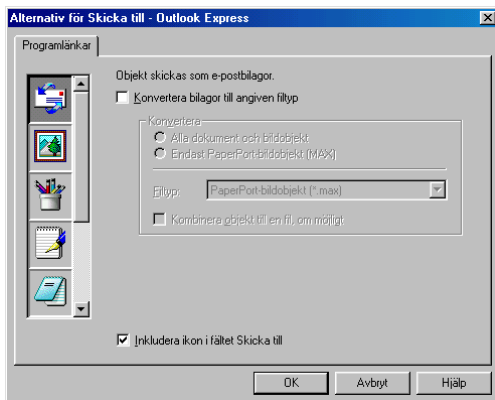 Alternativ för Skicka till - Outlook Express
Programlänkar
Objekt skickas som e-postbilagor.
Konvertera bilagor till angiven filtyp
Konvertera
Alla dokument och bildobjekt
Endast PaperPort-bildobjekt (MAX)
Filtyp: PaperPort-bildobjekt (*.max)
Kombinera objekt till en fil, om möjligt
Inkludera ikon i fältet Skicka till
OK Avbryt Hjälp